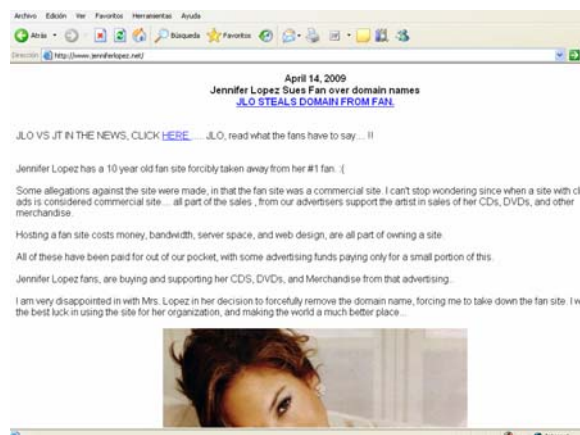 Archivo Edición Ver Favoritos Herramientas Ayuda
Atrás Búsqueda Favoritos
Dirección http://www.jenniferlopez.net/
April 14, 2009
Jennifer Lopez Sues Fan over domain names
JLO STEALS DOMAIN FROM FAN.
JLO VS JT IN THE NEWS, CLICK HERE ..... JLO, read what the fans have to say... !!
Jennifer Lopez has a 10 year old fan site forcibly taken away from her #1 fan. :(
Some allegations against the site were made, in that the fan site was a commercial site. I can't stop wondering since when a site with cl
ads is considered commercial site.... all part of the sales , from our advertisers support the artist in sales of her CDs, DVDs, and other
merchandise.
Hosting a fan site costs money, bandwidth, server space, and web design, are all part of owning a site.
All of these have been paid for out of our pocket, with some advertising funds paying only for a small portion of this.
Jennifer Lopez fans, are buying and supporting her CDS, DVDs, and Merchandise from that advertising..
I am very disappointed in with Mrs. Lopez in her decision to forcefully remove the domain name, forcing me to take down the fan site. I w
the best luck in using the site for her organization, and making the world a much better place...